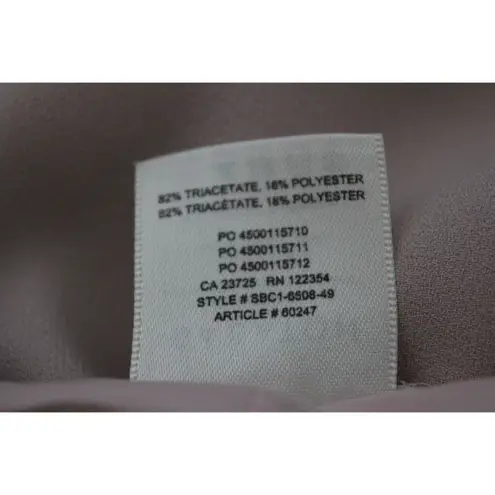 82% TRIACETATE, 18% POLYESTER
82% TRIACÉTATE, 18% POLYESTER
PO 4500115710
PO 4500115711
PO 4500115712
CA 23725 RN 122354
STYLE # SBC1-6508-49
ARTICLE # 60247